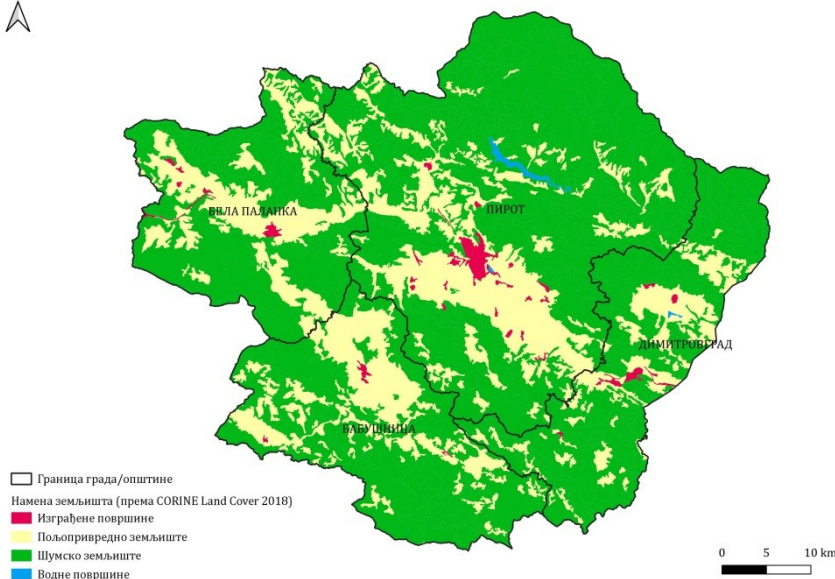 БЕЛА ПАЛАНКА
ПИРОТ
ДИМИТРОВГРАД
БАБУШНИЦА
Граница града/општине
Намена земљишта (према CORINE Land Cover 2018)
Изграђене површине
Пољопривредно земљиште
Шумско земљиште
Водне површине
0 5 10 km